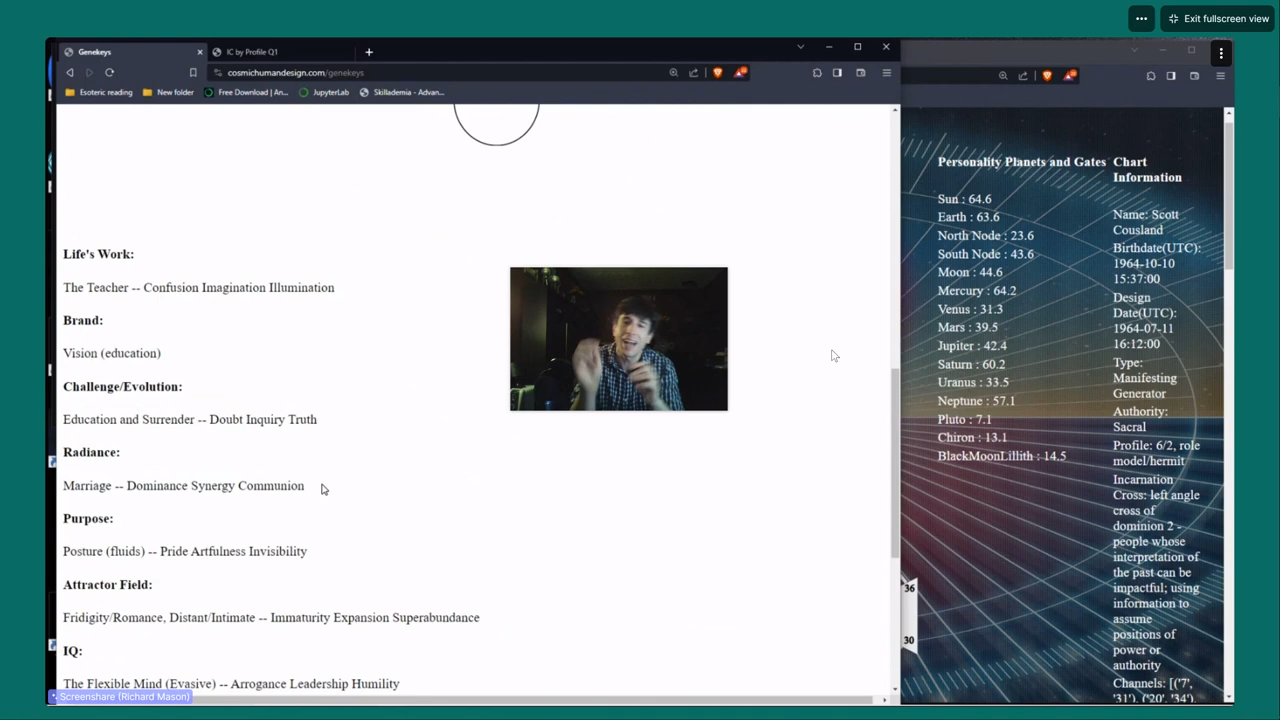 Exit fullscreen view
Genekeys
IC by Profile Q1
cosmichumandesign.com/genekeys
Esoteric reading
New folder
Free Download | An...
JupyterLab
Skillademia - Advan...
Life's Work:
The Teacher -- Confusion Imagination Illumination
Brand:
Vision (education)
Challenge/Evolution:
Education and Surrender -- Doubt Inquiry Truth
Radiance:
Marriage -- Dominance Synergy Communion
Purpose:
Posture (fluids) -- Pride Artfulness Invisibility
Attractor Field:
Fridigity/Romance, Distant/Intimate -- Immaturity Expansion Superabundance
IQ:
The Flexible Mind (Evasive) -- Arrogance Leadership Humility
Screenshare (Richard Mason)
Personality Planets and Gates
Sun : 64.6
Earth : 63.6
North Node : 23.6
South Node : 43.6
Moon : 44.6
Mercury : 64.2
Venus : 31.3
Mars : 39.5
Jupiter : 42.4
Saturn : 60.2
Uranus : 33.5
Neptune : 57.1
Pluto : 7.1
Chiron : 13.1
BlackMoonLillith : 14.5
36
30
Chart
Information
Name: Scott
Cousland
Birthdate(UTC):
1964-10-10
15:37:00
Design
Date(UTC):
1964-07-11
16:12:00
Type:
Manifesting
Generator
Authority:
Sacral
Profile: 6/2, role
model/hermit
Incarnation
Cross: left angle
cross of
dominion 2 -
people whose
interpretation of
the past can be
impactful; using
information to
assume
positions of
power or
authority
Channels: [('7',
'31'), ('20', '34'),